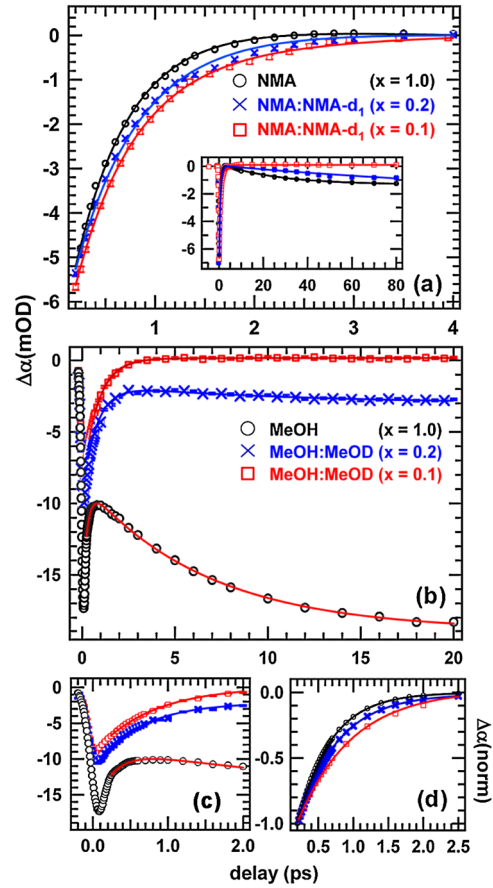 0
-1
-2
-3
-4
-5
-6
NMA (x = 1.0)
NMA:NMA-d1 (x = 0.2)
NMA:NMA-d1 (x = 0.1)
0
-2
-4
-6
0 20 40 60 80
(a)
1 2 3 4
Δα(mOD)
0
-5
-10
-15
MeOH (x = 1.0)
MeOH:MeOD (x = 0.2)
MeOH:MeOD (x = 0.1)
(b)
0 5 10 15 20
0
-5
-10
-15
(c)
0.0 1.0 2.0
0.0
-0.5
-1.0
Δα(norm)
(d)
0.5 1.0 1.5 2.0 2.5
delay (ps)